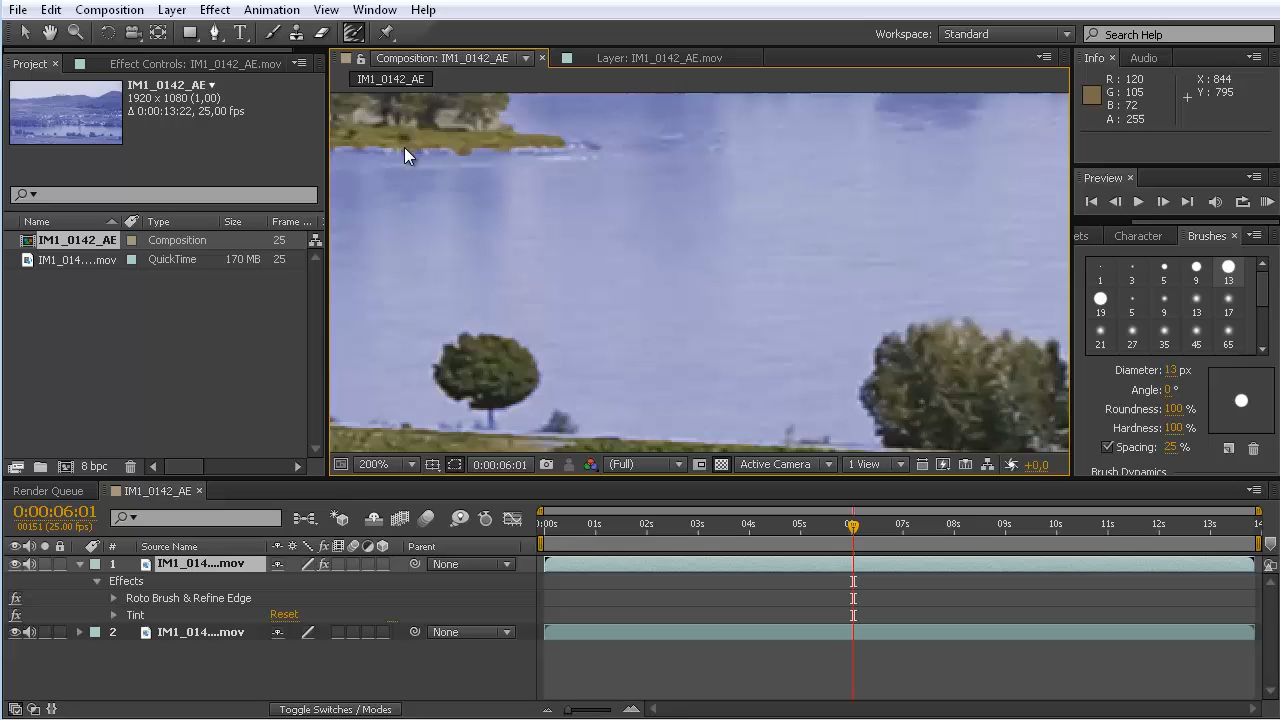 File Edit Composition Layer Effect Animation View Window Help
Workspace: Standard Search Help
Project × Effect Controls: IM1_0142_AE.mov
Composition: IM1_0142_AE × Layer: IM1_0142_AE.mov
Info × Audio
IM1_0142_AE
IM1_0142_AE
1920 x 1080 (1,00)
Δ 0:00:13:22, 25,00 fps
R : 120 X : 844
G : 105 Y : 795
B : 72
A : 255
Preview ×
Name Type Size Frame ...
IM1_0142_AE Composition 25
IM1_014....mov QuickTime 170 MB 25
ets Character Brushes ×
1 3 5 9 13
19 5 9 13 17
21 27 35 45 65
Diameter: 13 px
Angle: 0 °
Roundness: 100 %
Hardness: 100 %
Spacing: 25 %
Brush Dynamics
8 bpc
200% 0:00:06:01 (Full) Active Camera 1 View +0,0
Render Queue IM1_0142_AE ×
0:00:06:01
00151 (25.00 fps)
:00s 01s 02s 03s 04s 05s 07s 08s 09s 10s 11s 12s 13s 14
# Source Name fx Parent
1 IM1_014....mov fx None
Effects
fx Roto Brush & Refine Edge
fx Tint Reset
2 IM1_014....mov None
Toggle Switches / Modes